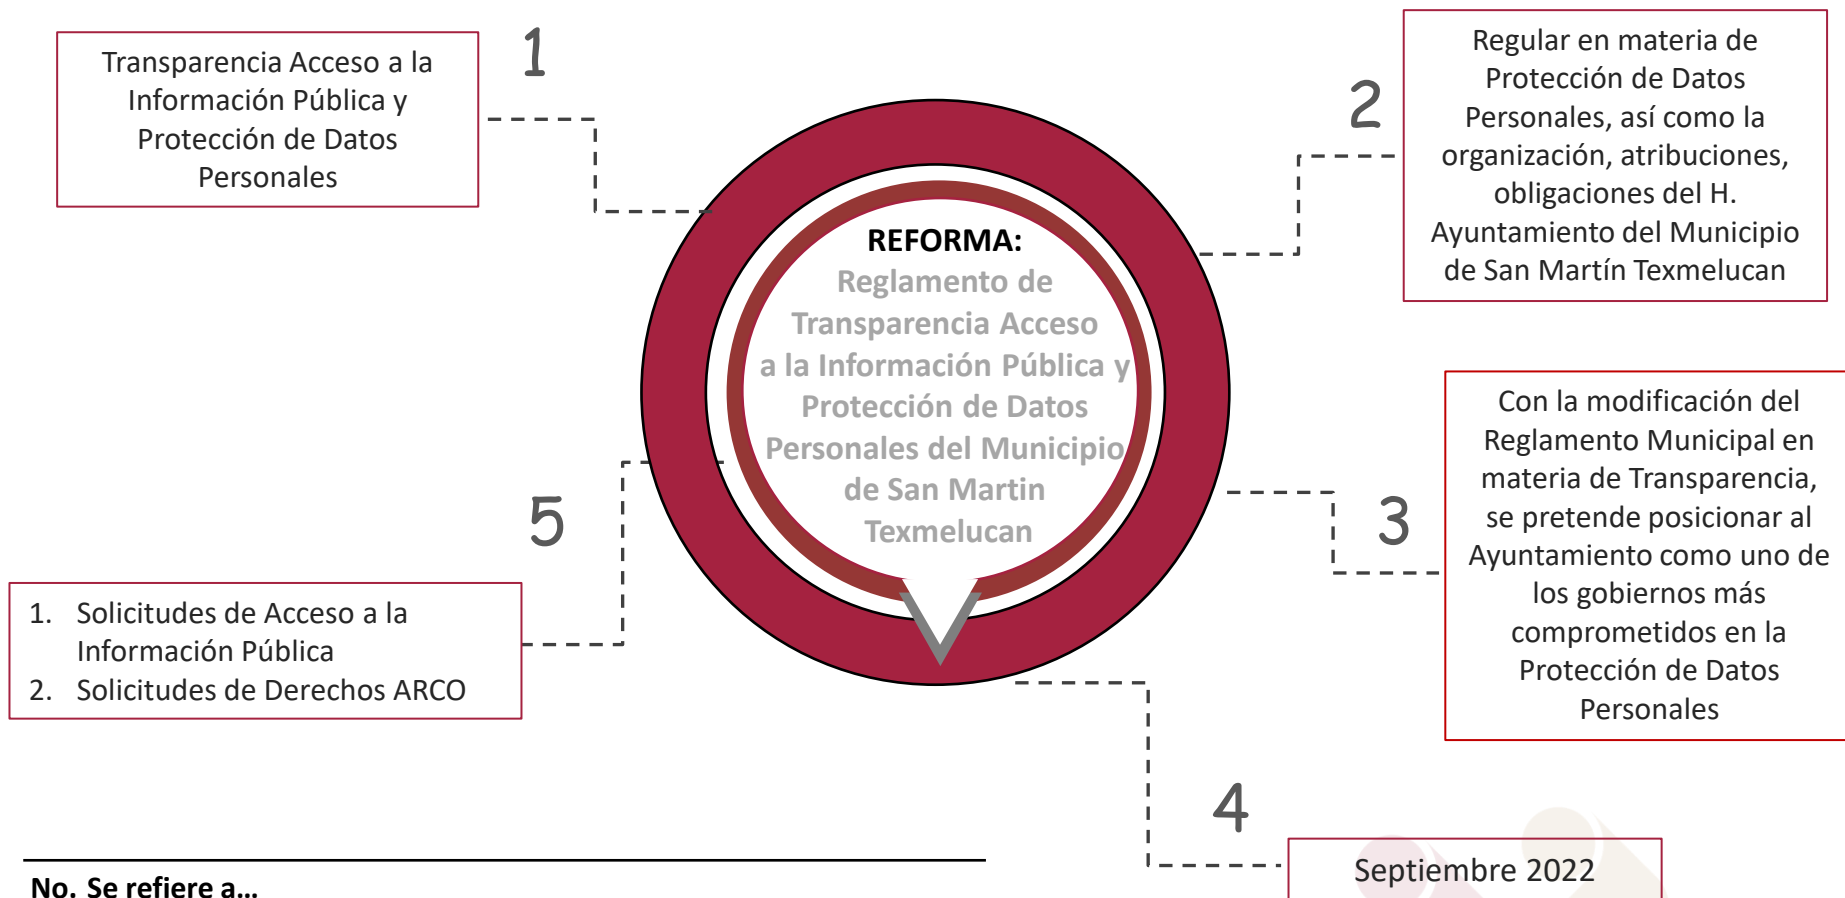 1
Transparencia Acceso a la
Información Pública y
Protección de Datos
Personales
2
Regular en materia de
Protección de Datos
Personales, así como la
organización, atribuciones,
obligaciones del H.
Ayuntamiento del Municipio
de San Martín Texmelucan
REFORMA:
Reglamento de
Transparencia Acceso
a la Información Pública y
Protección de Datos
Personales del Municipio
de San Martin
Texmelucan
3
Con la modificación del
Reglamento Municipal en
materia de Transparencia,
se pretende posicionar al
Ayuntamiento como uno de
los gobiernos más
comprometidos en la
Protección de Datos
Personales
5
1. Solicitudes de Acceso a la
Información Pública
2. Solicitudes de Derechos ARCO
4
Septiembre 2022
No. Se refiere a...